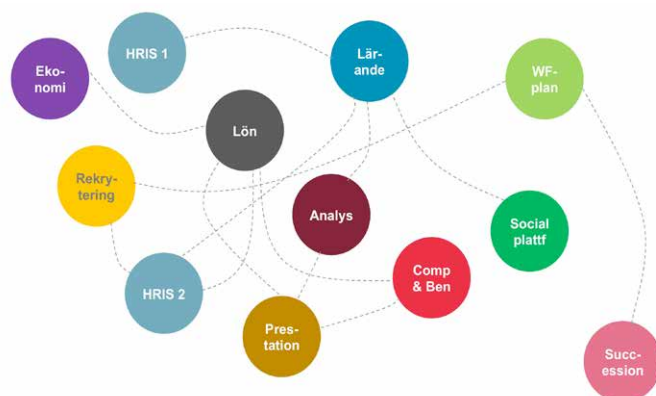 HRIS 1
Lär-
ande
Eko-
nomi
WF-
plan
Lön
Rekry-
tering
Analys
Social
plattf
HRIS 2
Comp
& Ben
Pres-
tation
Succ-
ession